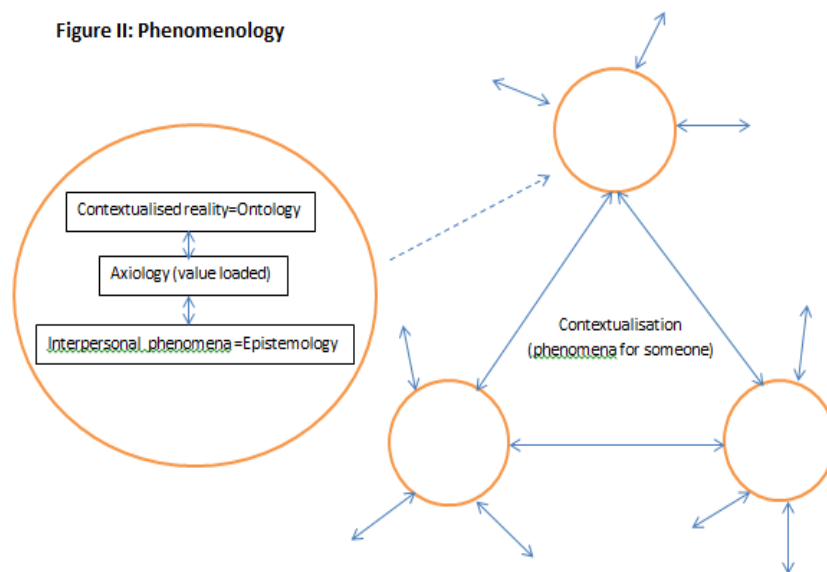 Figure II: Phenomenology
Contextualised reality=Ontology
Axiology (value loaded)
Interpersonal phenomena=Epistemology
Contextualisation
(phenomena for someone)